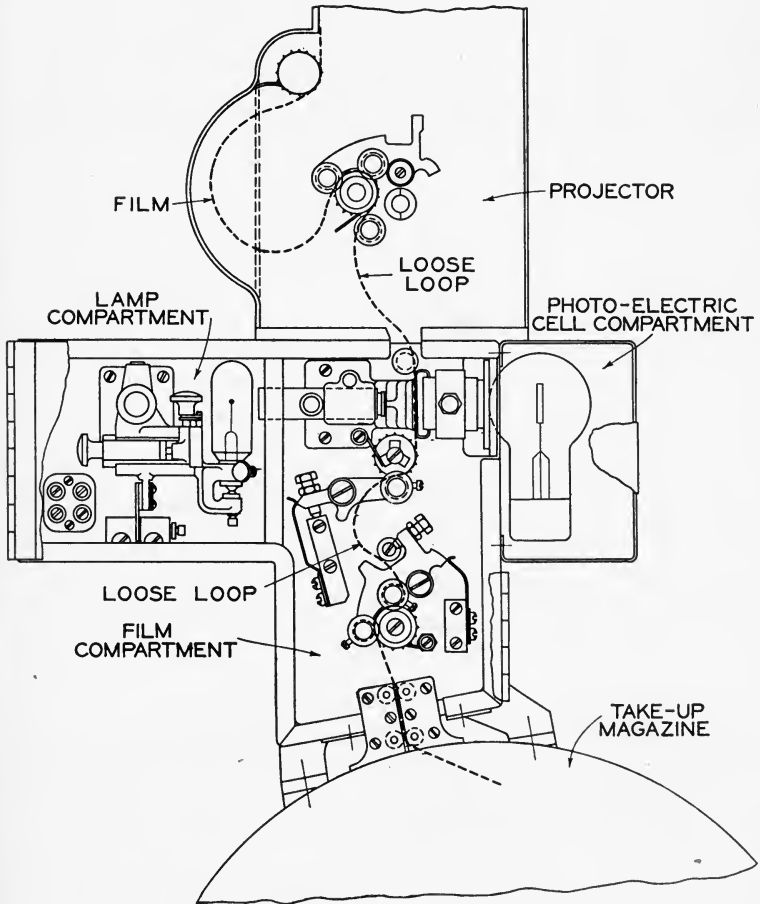 FILM
PROJECTOR
LOOSE
LOOP
LAMP
COMPARTMENT
PHOTO-ELECTRIC
CELL COMPARTMENT
LOOSE LOOP
FILM
COMPARTMENT
TAKE-UP
MAGAZINE